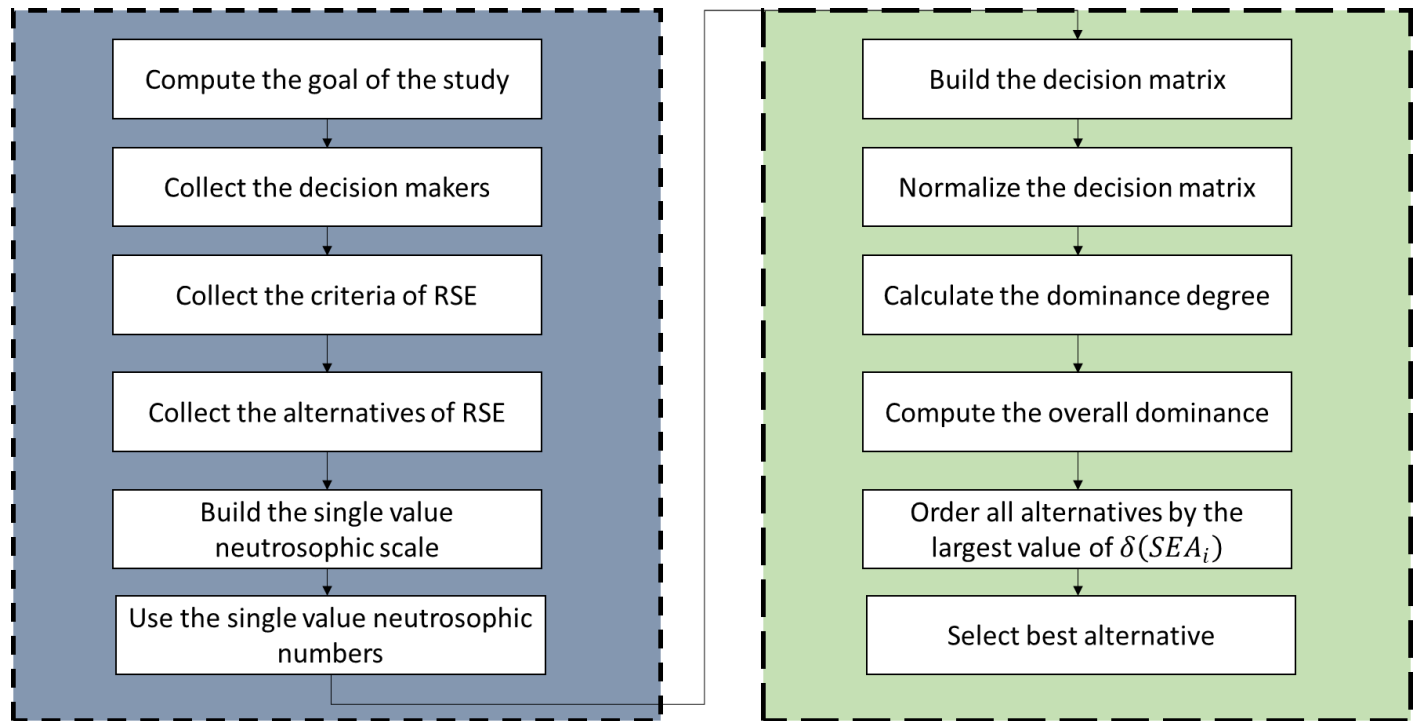 Compute the goal of the study
Collect the decision makers
Collect the criteria of RSE
Collect the alternatives of RSE
Build the single value
neutrosophic scale
Use the single value neutrosophic
numbers
Build the decision matrix
Normalize the decision matrix
Calculate the dominance degree
Compute the overall dominance
Order all alternatives by the
largest value of 𝛿(𝑆𝐸𝐴ᵢ)
Select best alternative